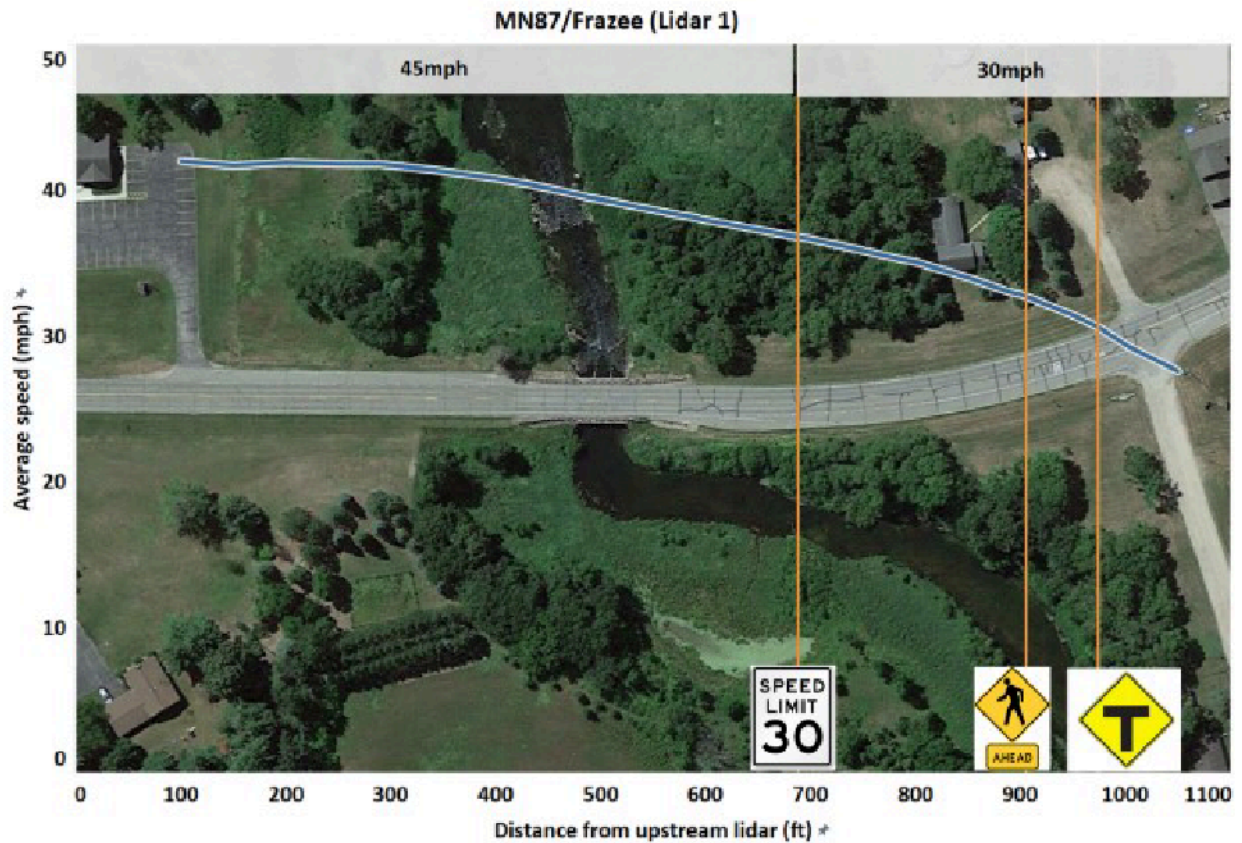 MN87/Frazee (Lidar 1)
45mph
30mph
50
40
30
20
10
0
Average speed (mph)
SPEED
LIMIT
30
AHEAD
T
0 100 200 300 400 500 600 700 800 900 1000 1100
Distance from upstream lidar (ft)